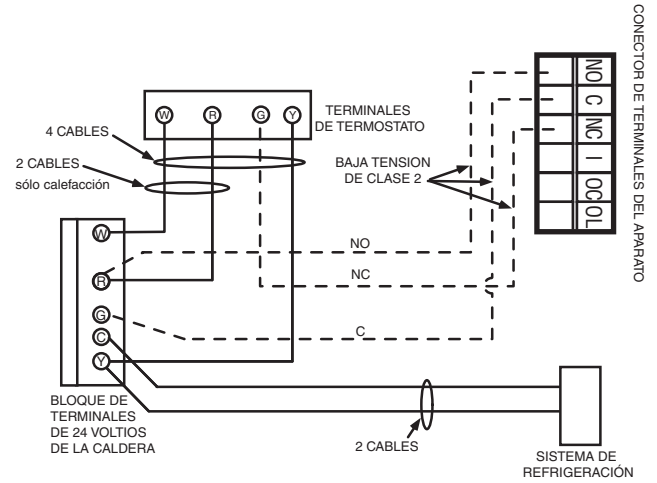 W R G Y
TERMINALES
DE TERMOSTATO
4 CABLES
2 CABLES
sólo calefacción
BAJA TENSION
DE CLASE 2
NO
C
NC
I
OC
OL
CONECTOR DE TERMINALES DEL APARATO
W
R
G
C
Y
NO
NC
C
BLOQUE DE
TERMINALES
DE 24 VOLTIOS
DE LA CALDERA
2 CABLES
SISTEMA DE
REFRIGERACIÓN